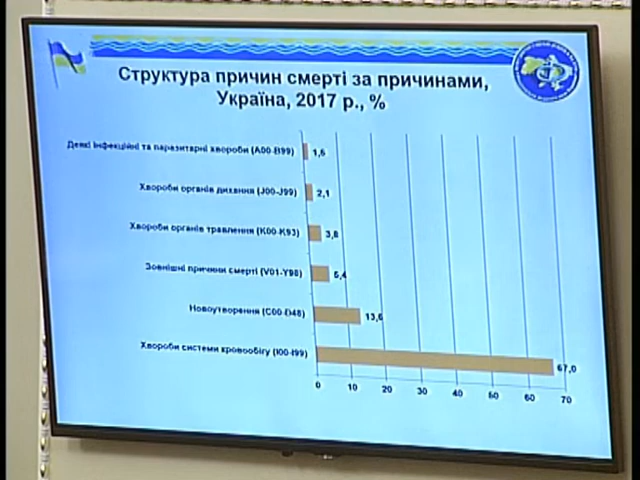 Структура причин смерті за причинами,
Україна, 2017 р., %
Деякі інфекційні та паразитарні хвороби (A00-B99)
1,5
Хвороби органів дихання (J00-J99)
2,1
Хвороби органів травлення (K00-K93)
3,8
Зовнішні причини смерті (V01-Y98)
5,4
Новоутворення (C00-D48)
13,6
Хвороби системи кровообігу (I00-I99)
67,0
0 10 20 30 40 50 60 70